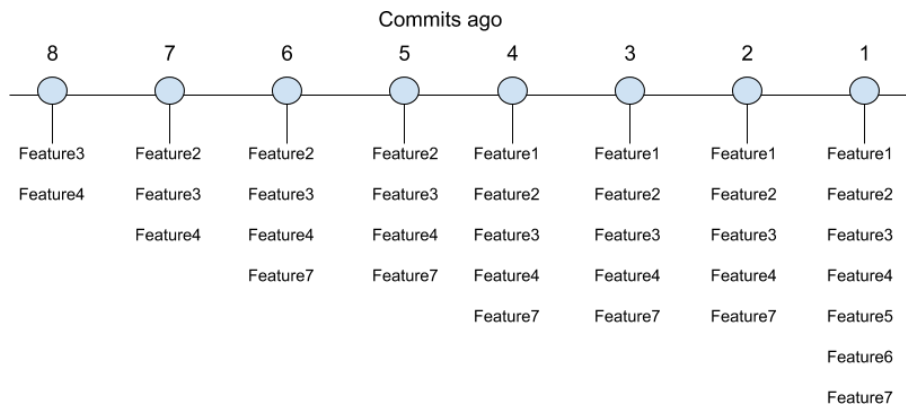 Commits ago
8 7 6 5 4 3 2 1
Feature3 Feature2 Feature2 Feature2 Feature1 Feature1 Feature1 Feature1
Feature4 Feature3 Feature3 Feature3 Feature2 Feature2 Feature2 Feature2
Feature4 Feature4 Feature4 Feature3 Feature3 Feature3 Feature3
Feature7 Feature7 Feature4 Feature4 Feature4 Feature4
Feature7 Feature7 Feature7 Feature5
Feature6
Feature7